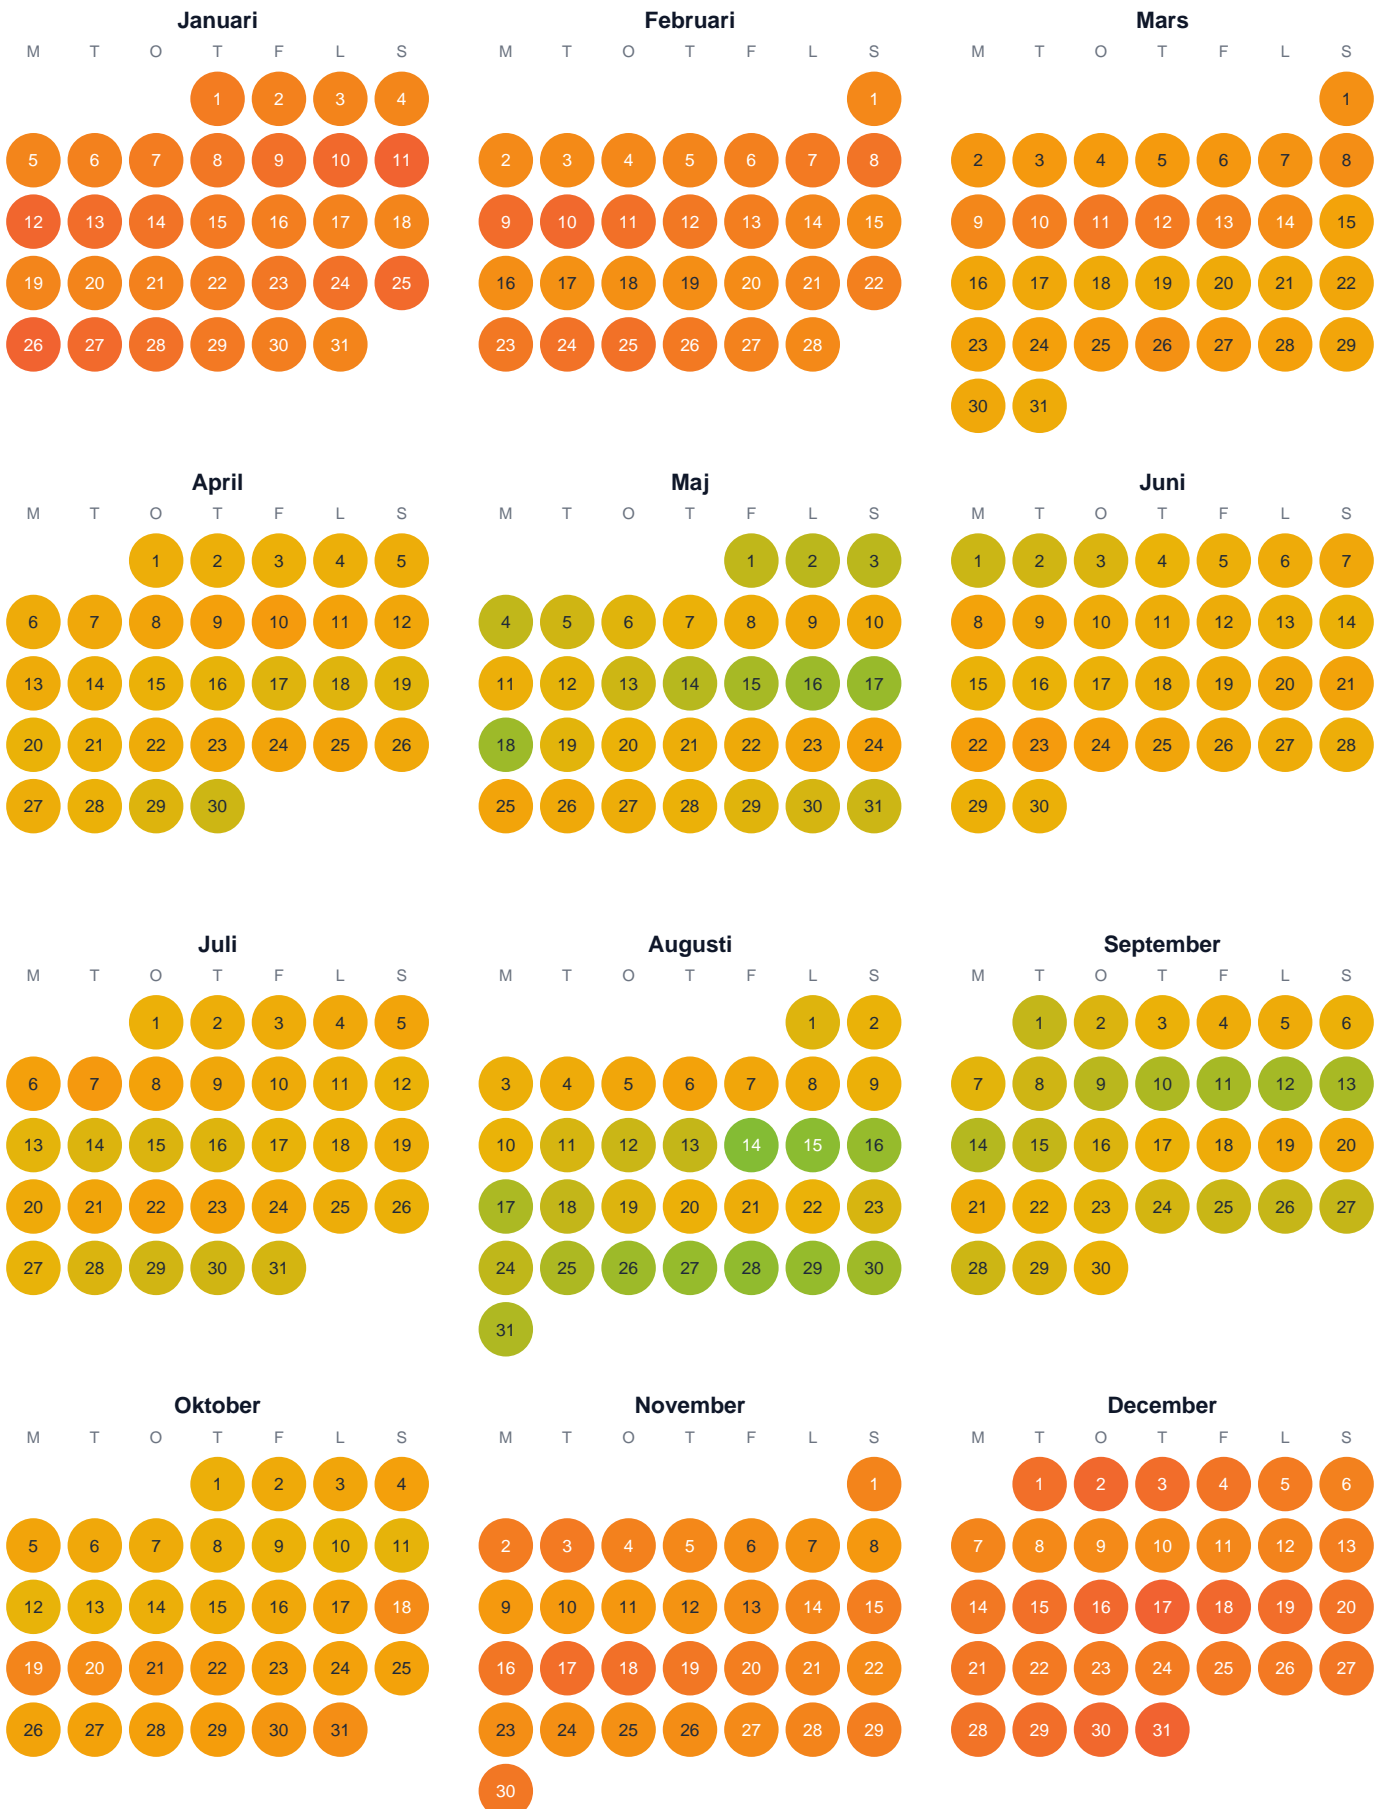 Januari
M T O T F L S
1 2 3 4
5 6 7 8 9 10 11
12 13 14 15 16 17 18
19 20 21 22 23 24 25
26 27 28 29 30 31
Februari
M T O T F L S
1
2 3 4 5 6 7 8
9 10 11 12 13 14 15
16 17 18 19 20 21 22
23 24 25 26 27 28
Mars
M T O T F L S
1
2 3 4 5 6 7 8
9 10 11 12 13 14 15
16 17 18 19 20 21 22
23 24 25 26 27 28 29
30 31
April
M T O T F L S
1 2 3 4 5
6 7 8 9 10 11 12
13 14 15 16 17 18 19
20 21 22 23 24 25 26
27 28 29 30
Maj
M T O T F L S
1 2 3
4 5 6 7 8 9 10
11 12 13 14 15 16 17
18 19 20 21 22 23 24
25 26 27 28 29 30 31
Juni
M T O T F L S
1 2 3 4 5 6 7
8 9 10 11 12 13 14
15 16 17 18 19 20 21
22 23 24 25 26 27 28
29 30
Juli
M T O T F L S
1 2 3 4 5
6 7 8 9 10 11 12
13 14 15 16 17 18 19
20 21 22 23 24 25 26
27 28 29 30 31
Augusti
M T O T F L S
1 2
3 4 5 6 7 8 9
10 11 12 13 14 15 16
17 18 19 20 21 22 23
24 25 26 27 28 29 30
31
September
M T O T F L S
1 2 3 4 5 6
7 8 9 10 11 12 13
14 15 16 17 18 19 20
21 22 23 24 25 26 27
28 29 30
Oktober
M T O T F L S
1 2 3 4
5 6 7 8 9 10 11
12 13 14 15 16 17 18
19 20 21 22 23 24 25
26 27 28 29 30 31
November
M T O T F L S
1
2 3 4 5 6 7 8
9 10 11 12 13 14 15
16 17 18 19 20 21 22
23 24 25 26 27 28 29
30
December
M T O T F L S
1 2 3 4 5 6
7 8 9 10 11 12 13
14 15 16 17 18 19 20
21 22 23 24 25 26 27
28 29 30 31